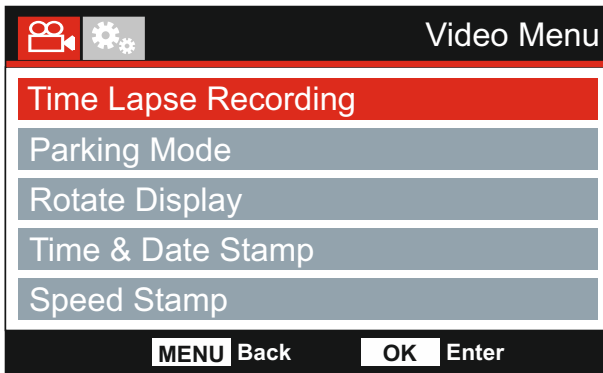 Video Menu
Time Lapse Recording
Parking Mode
Rotate Display
Time & Date Stamp
Speed Stamp
MENU Back OK Enter